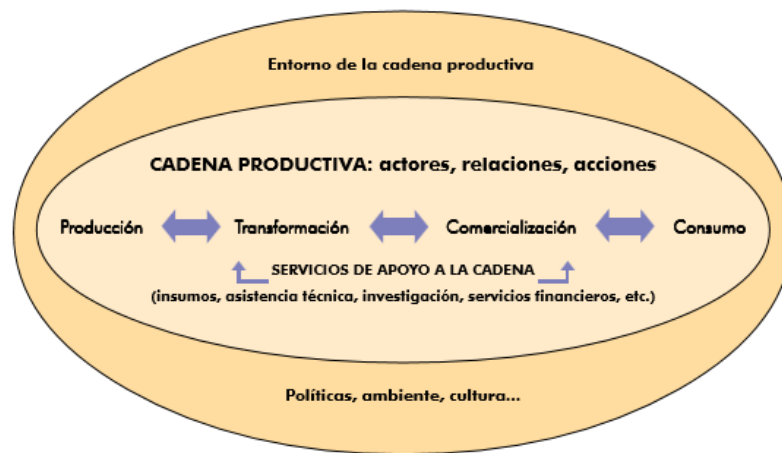 Entorno de la cadena productiva
CADENA PRODUCTIVA: actores, relaciones, acciones
Producción Transformación Comercialización Consumo
SERVICIOS DE APOYO A LA CADENA
(insumos, asistencia técnica, investigación, servicios financieros, etc.)
Políticas, ambiente, cultura...